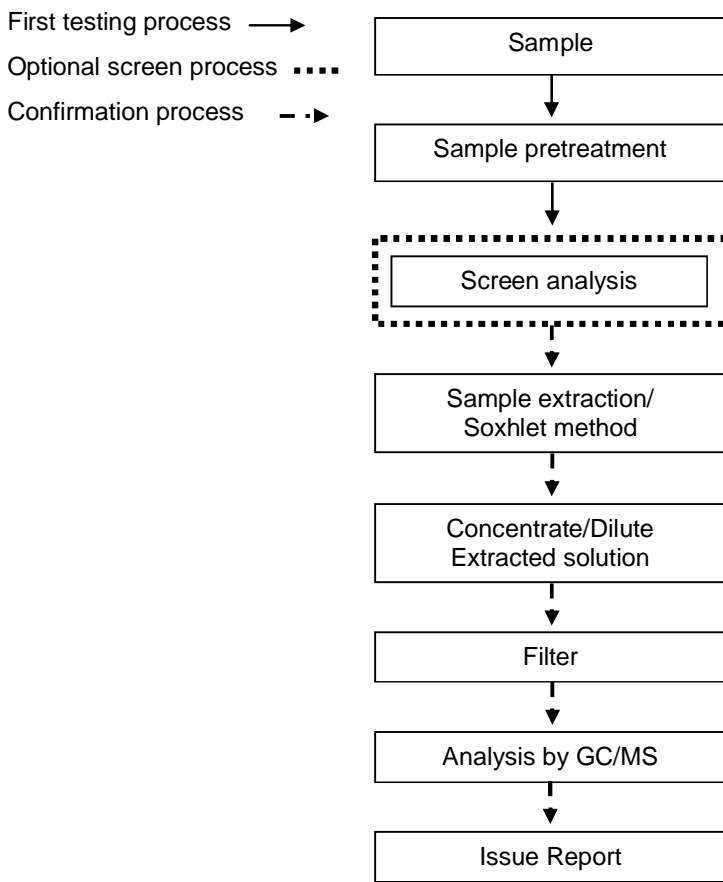 First testing process
Optional screen process
Confirmation process
Sample
Sample pretreatment
Screen analysis
Sample extraction/
Soxhlet method
Concentrate/Dilute
Extracted solution
Filter
Analysis by GC/MS
Issue Report